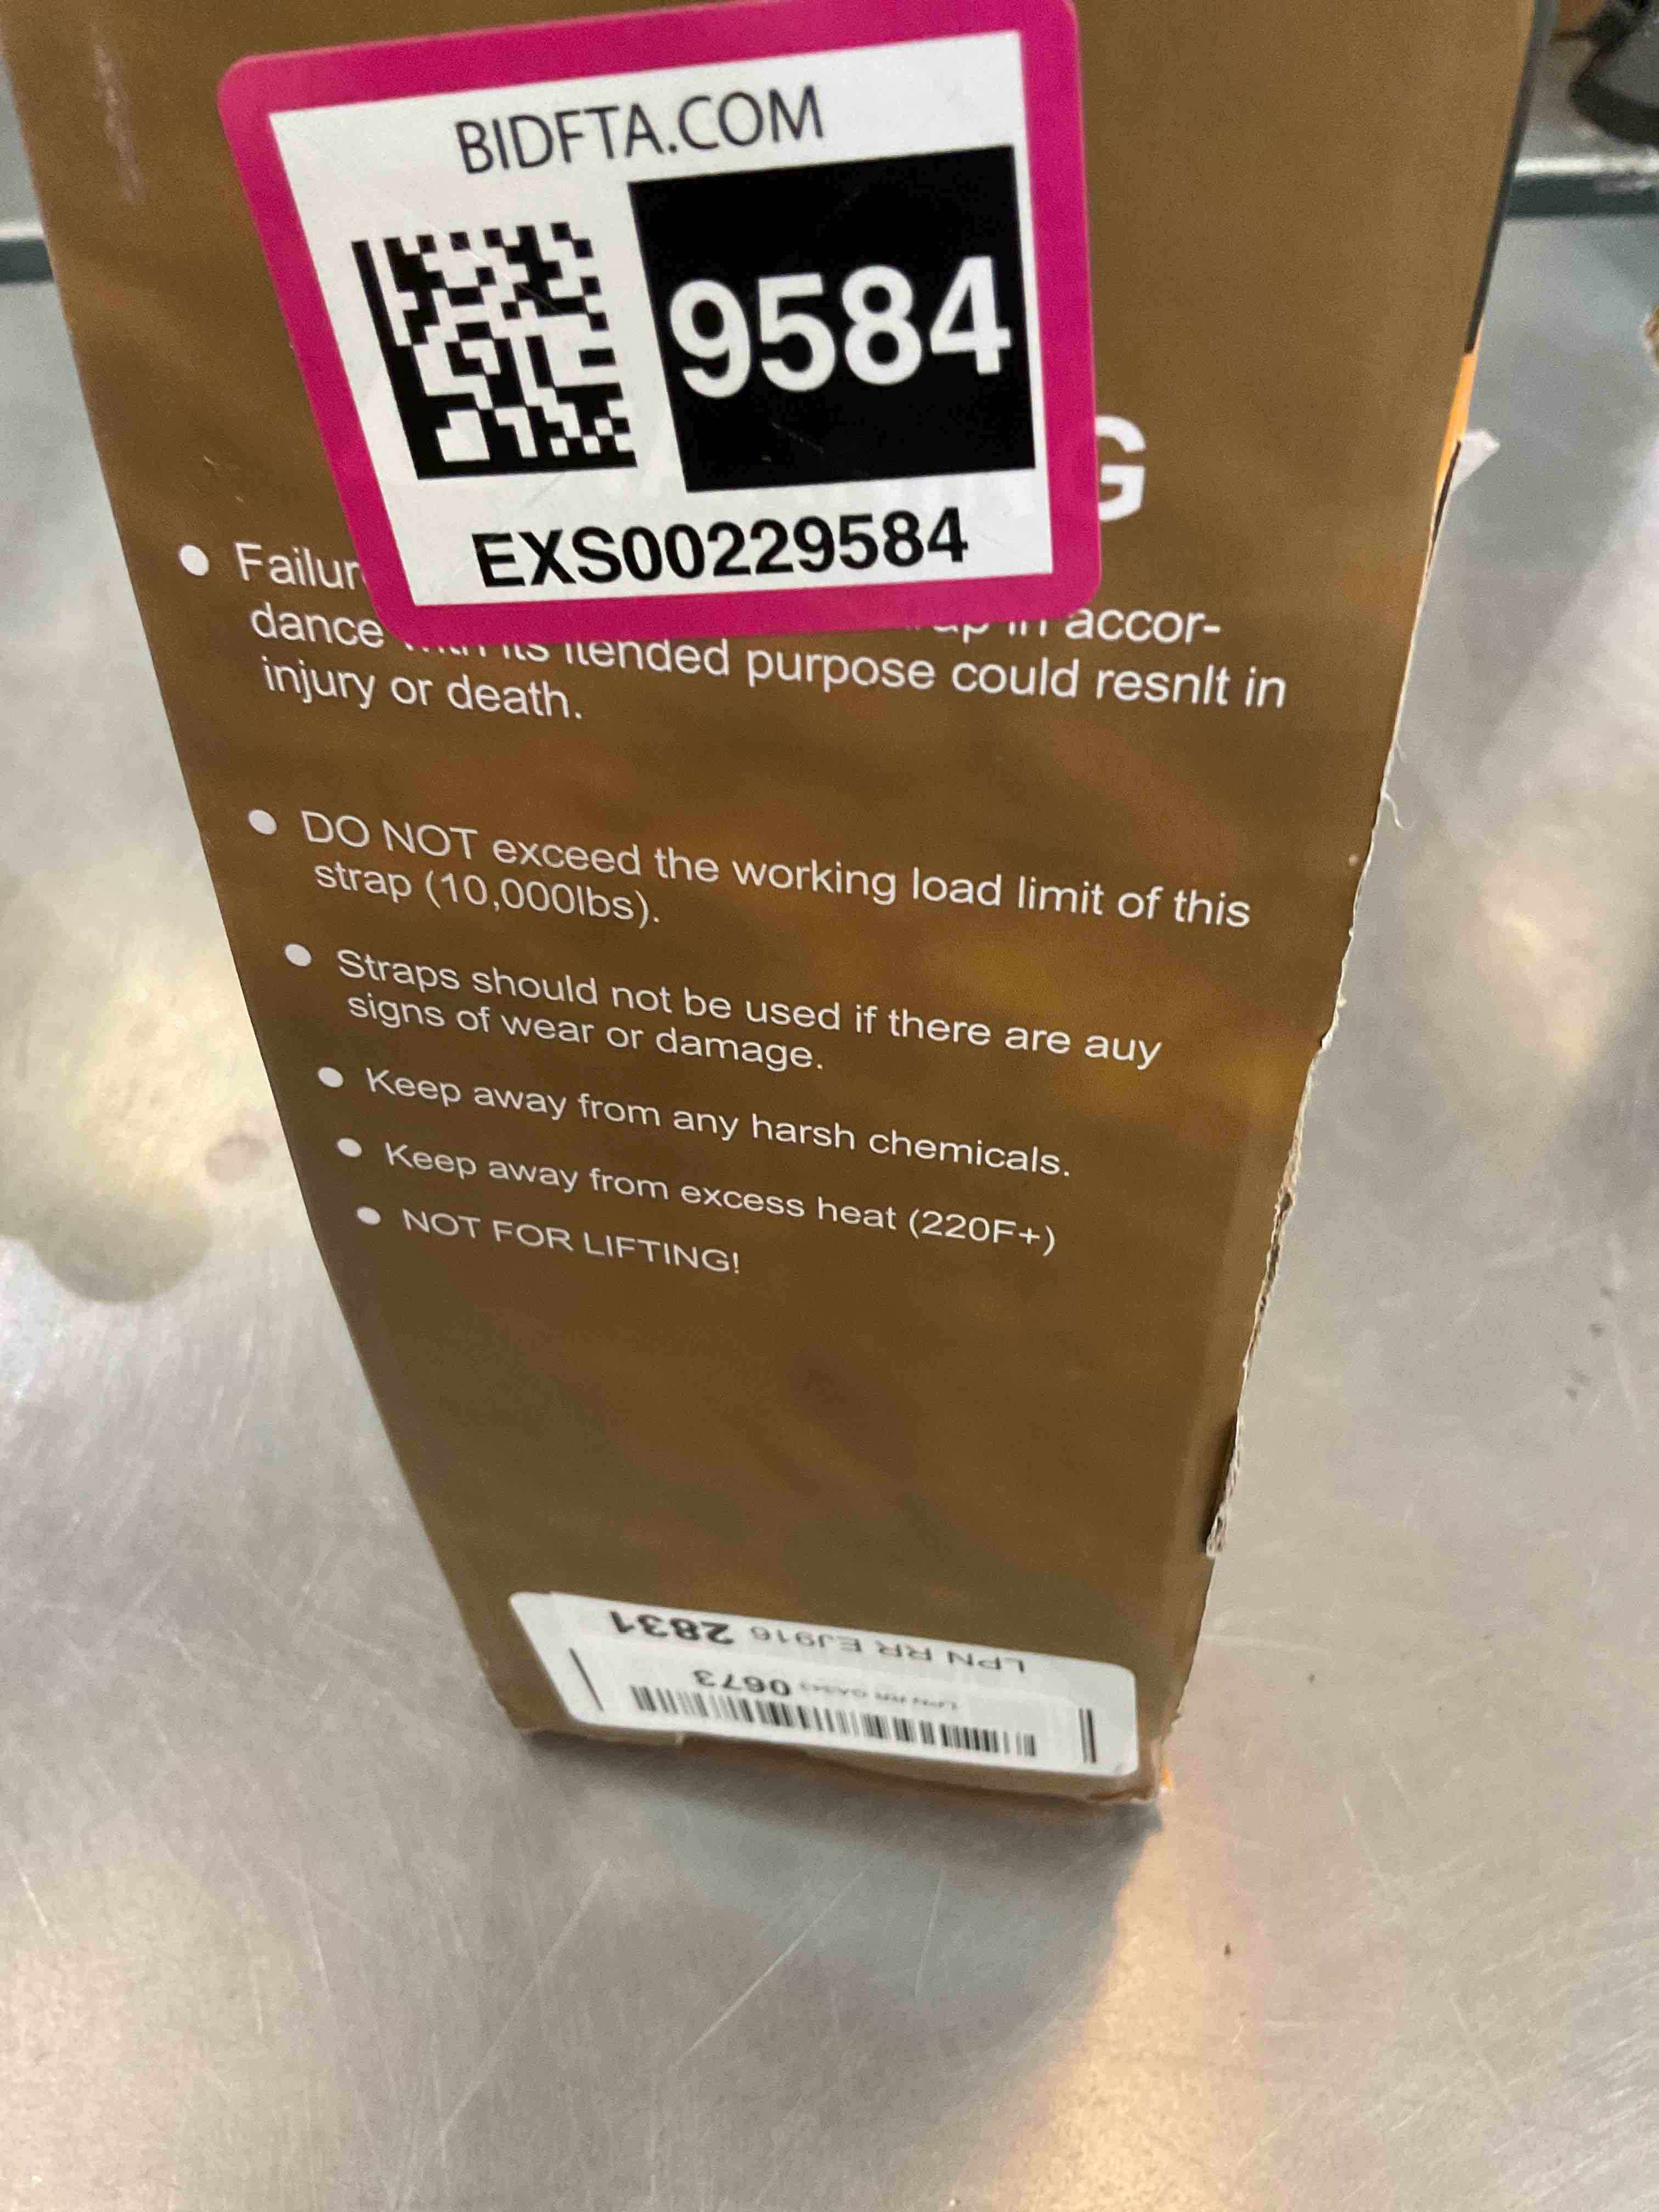 BIDFTA.COM
9584
EXS00229584
G
Failur
dance its itended purpose could resnlt in accor-
injury or death.
DO NOT exceed the working load limit of this
strap (10,000lbs).
Straps should not be used if there are auy
signs of wear or damage.
Keep away from any harsh chemicals.
Keep away from excess heat (220F+)
NOT FOR LIFTING!
LPN RR EJ916 2831
0673